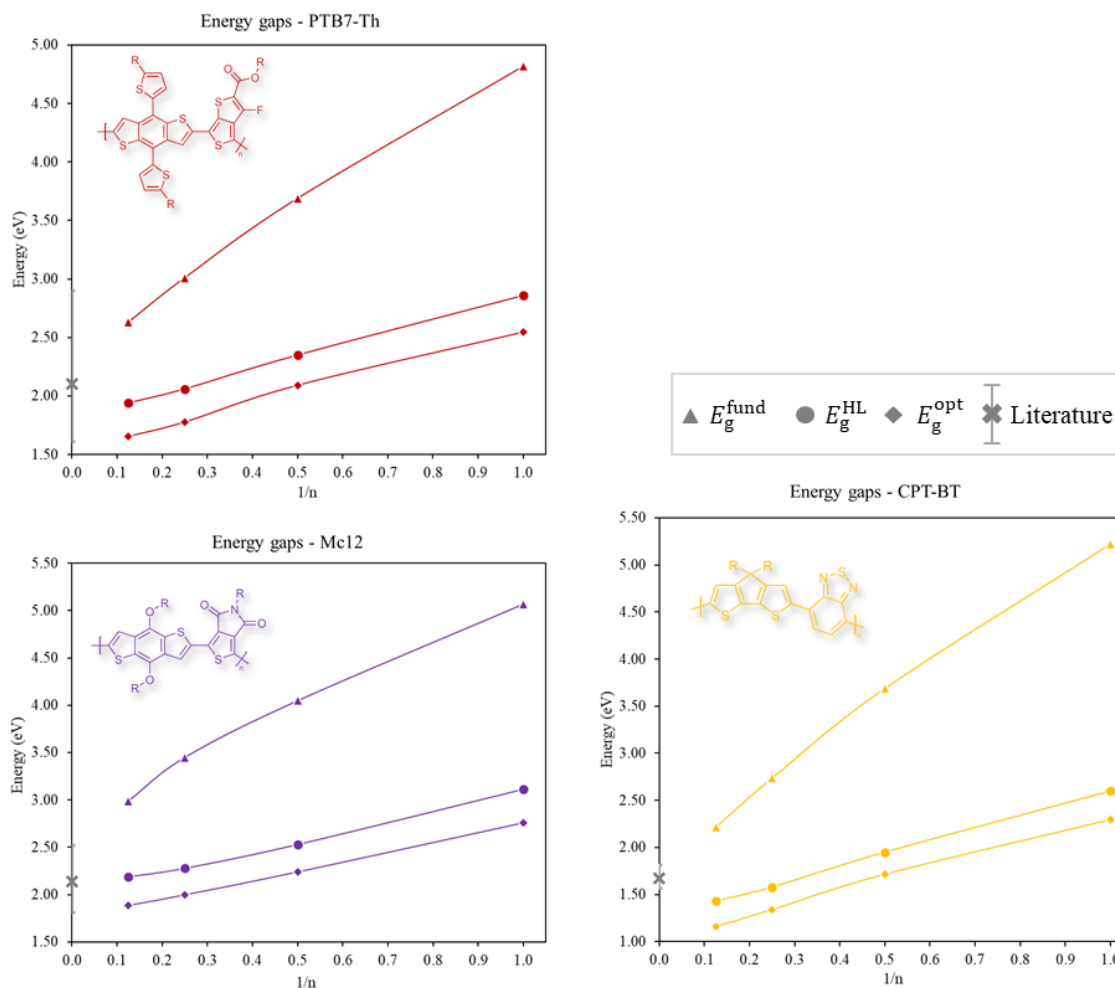 Energy gaps - PTB7-Th
5.00
4.50
4.00
3.50
3.00
2.50
2.00
1.50
Energy (eV)
R
S
R
O
O
S
F
S
S
S
n
S
R
0.0 0.1 0.2 0.3 0.4 0.5 0.6 0.7 0.8 0.9 1.0
1/n
E_g^fund E_g^HL E_g^opt Literature
Energy gaps - Mc12
5.50
5.00
4.50
4.00
3.50
3.00
2.50
2.00
1.50
Energy (eV)
R
O
R
O N O
S
S
S
n
R O
0.0 0.1 0.2 0.3 0.4 0.5 0.6 0.7 0.8 0.9 1.0
1/n
Energy gaps - CPT-BT
5.50
5.00
4.50
4.00
3.50
3.00
2.50
2.00
1.50
1.00
Energy (eV)
R R
N S N
S S
n
0.0 0.1 0.2 0.3 0.4 0.5 0.6 0.7 0.8 0.9 1.0
1/n